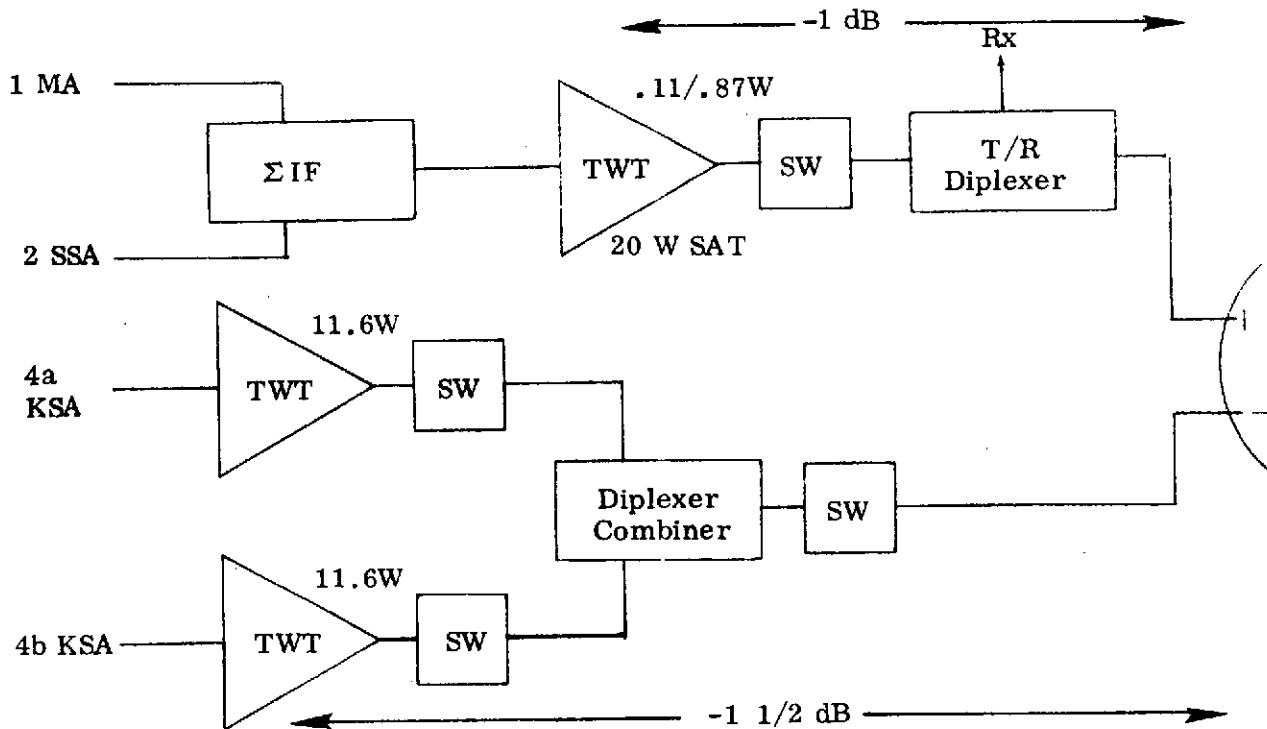 -1 dB
Rx
1 MA
.11/.87W
Σ IF
TWT
SW
T/R
Diplexer
2 SSA
20 W SAT
11.6W
4a
KSA
TWT
SW
Diplexer
Combiner
SW
11.6W
4b KSA
TWT
SW
-1 1/2 dB